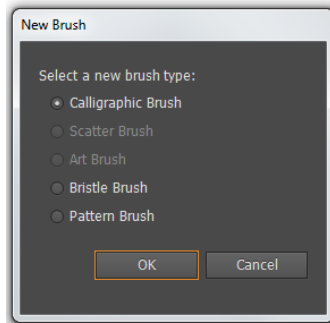 New Brush
Select a new brush type:
Calligraphic Brush
Scatter Brush
Art Brush
Bristle Brush
Pattern Brush
OK Cancel